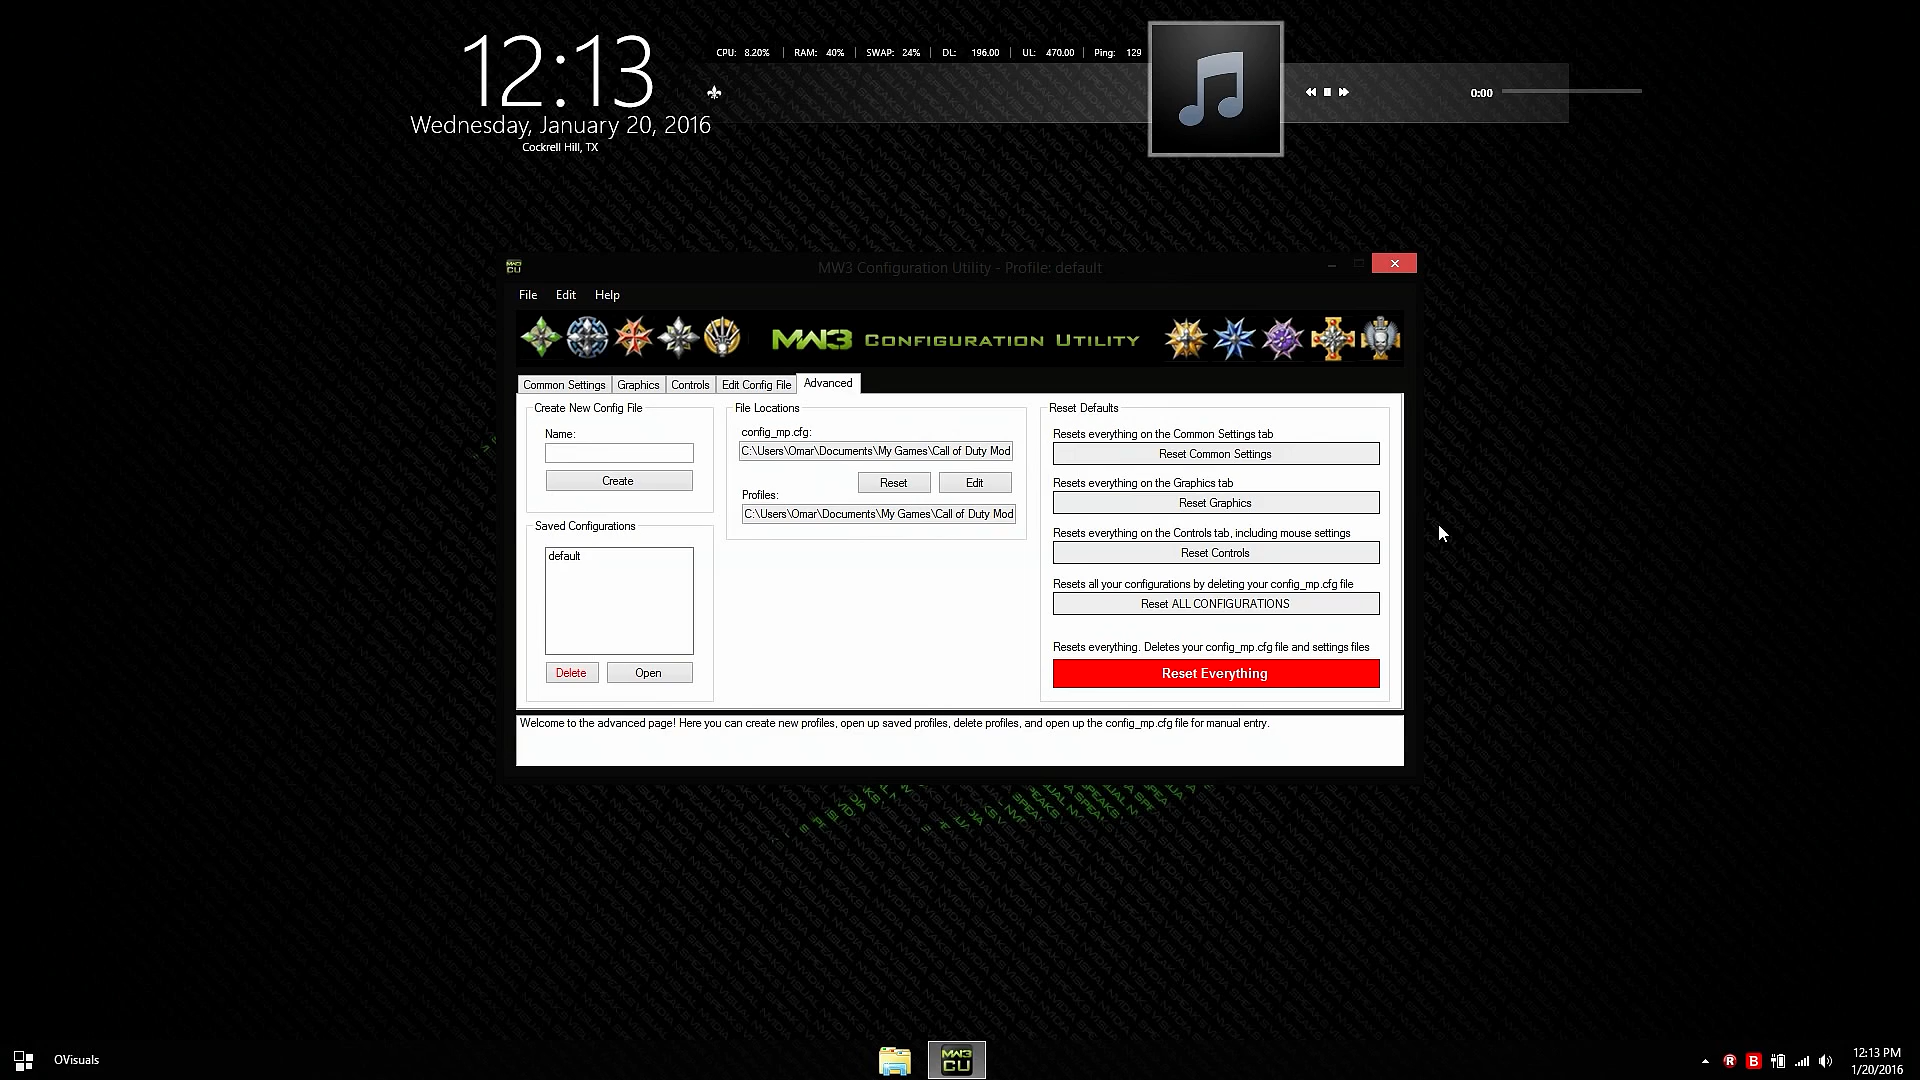 12:13
Wednesday, January 20, 2016
Cockrell Hill, TX
CPU: 8.20% | RAM: 40% | SWAP: 24% | DL: 196.00 | UL: 470.00 | Ping: 129
0:00
MW3 CU
MW3 Configuration Utility - Profile: default
File Edit Help
MW3 Configuration Utility
Common Settings Graphics Controls Edit Config File Advanced
Create New Config File
Name:
Create
Saved Configurations
default
Delete Open
File Locations
config_mp.cfg:
C:\Users\Omar\Documents\My Games\Call of Duty Mod
Reset Edit
Profiles:
C:\Users\Omar\Documents\My Games\Call of Duty Mod
Reset Defaults
Resets everything on the Common Settings tab
Reset Common Settings
Resets everything on the Graphics tab
Reset Graphics
Resets everything on the Controls tab, including mouse settings
Reset Controls
Resets all your configurations by deleting your config_mp.cfg file
Reset ALL CONFIGURATIONS
Resets everything. Deletes your config_mp.cfg file and settings files
Reset Everything
Welcome to the advanced page! Here you can create new profiles, open up saved profiles, delete profiles, and open up the config_mp.cfg file for manual entry.
OVisuals
MW3
CU
R B
12:13 PM
1/20/2016